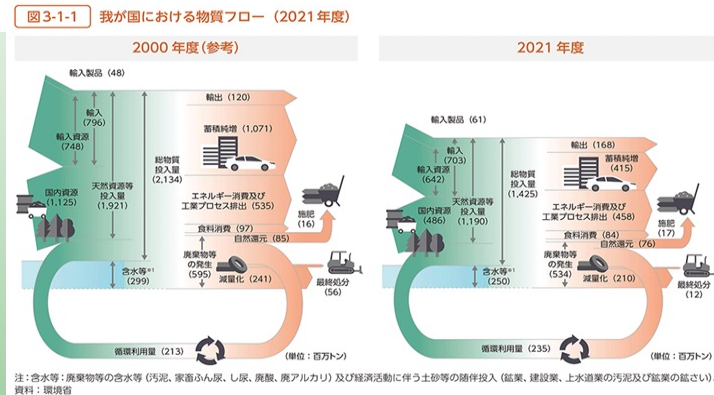 図3-1-1 我が国における物質フロー（2021年度）
2000年度（参考）
輸入製品（48）
輸入
（796）
輸入資源
（748）
国内資源
（1,125）
天然資源等
投入量
（1,921）
総物質
投入量
（2,134）
輸出（120）
蓄積純増（1,071）
エネルギー消費及び
工業プロセス排出（535）
食料消費（97）
自然還元（85）
施肥
（16）
含水等※1
（299）
廃棄物等
の発生
（595）
減量化（241）
最終処分
（56）
循環利用量（213）
（単位：百万トン）
2021年度
輸入製品（61）
輸入
（703）
輸入資源
（642）
国内資源
（486）
天然資源等
投入量
（1,190）
総物質
投入量
（1,425）
輸出（168）
蓄積純増
（415）
エネルギー消費及び
工業プロセス排出（458）
食料消費（84）
自然還元（76）
施肥
（17）
含水等※1
（250）
廃棄物等
の発生
（534）
減量化（210）
最終処分
（12）
循環利用量（235）
（単位：百万トン）
注：含水等：廃棄物等の含水等（汚泥、家畜ふん尿、し尿、廃酸、廃アルカリ）及び経済活動に伴う土砂等の随伴投入（鉱業、建設業、上水道業の汚泥及び鉱業の鉱さい）。
資料：環境省